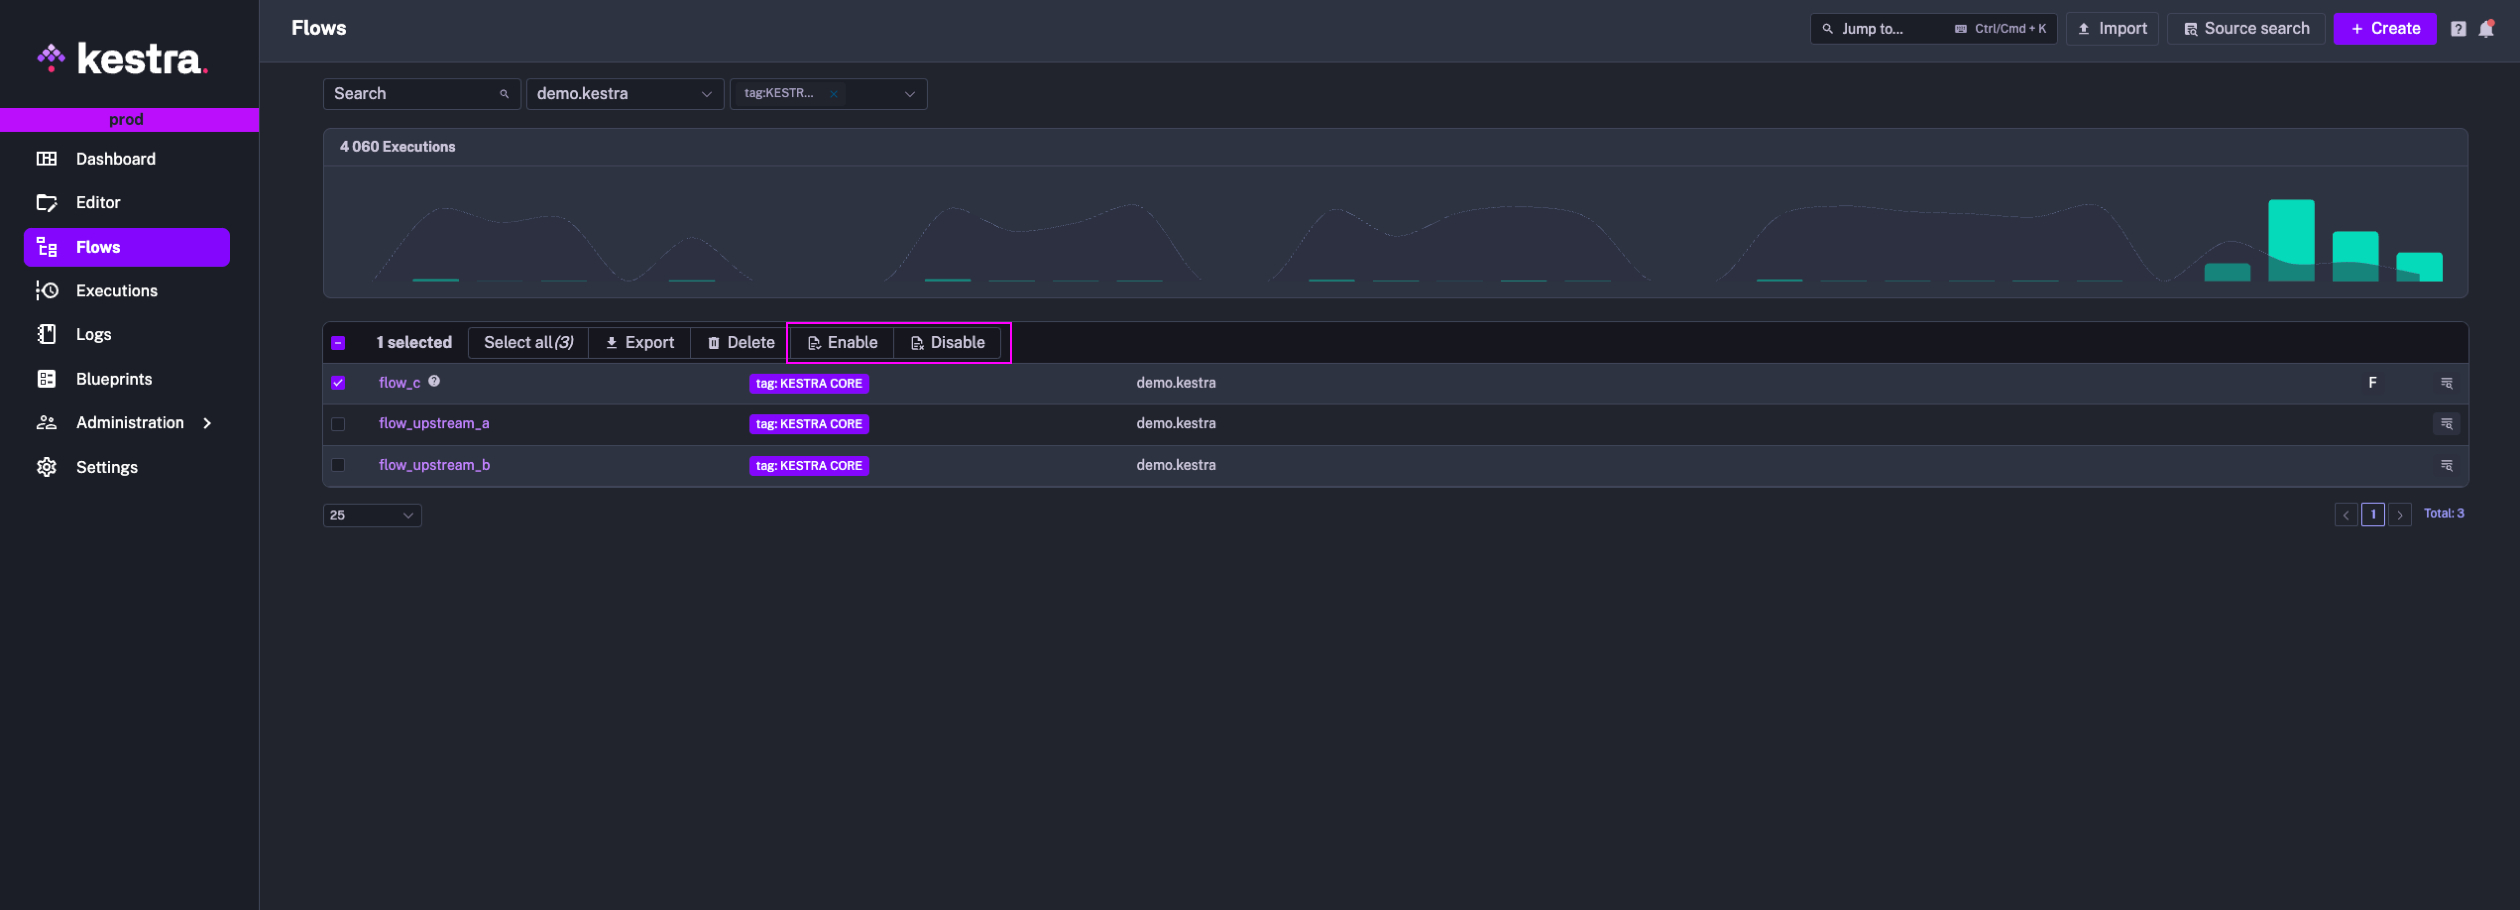 kestra.
prod
Dashboard
Editor
Flows
Executions
Logs
Blueprints
Administration
Settings
Flows
Jump to... Ctrl/Cmd + K
Import
Source search
Create
Search
demo.kestra
tag:KESTR...
4 060 Executions
1 selected Select all(3) Export Delete Enable Disable
flow_c tag: KESTRA CORE demo.kestra F
flow_upstream_a tag: KESTRA CORE demo.kestra
flow_upstream_b tag: KESTRA CORE demo.kestra
25
1
Total: 3